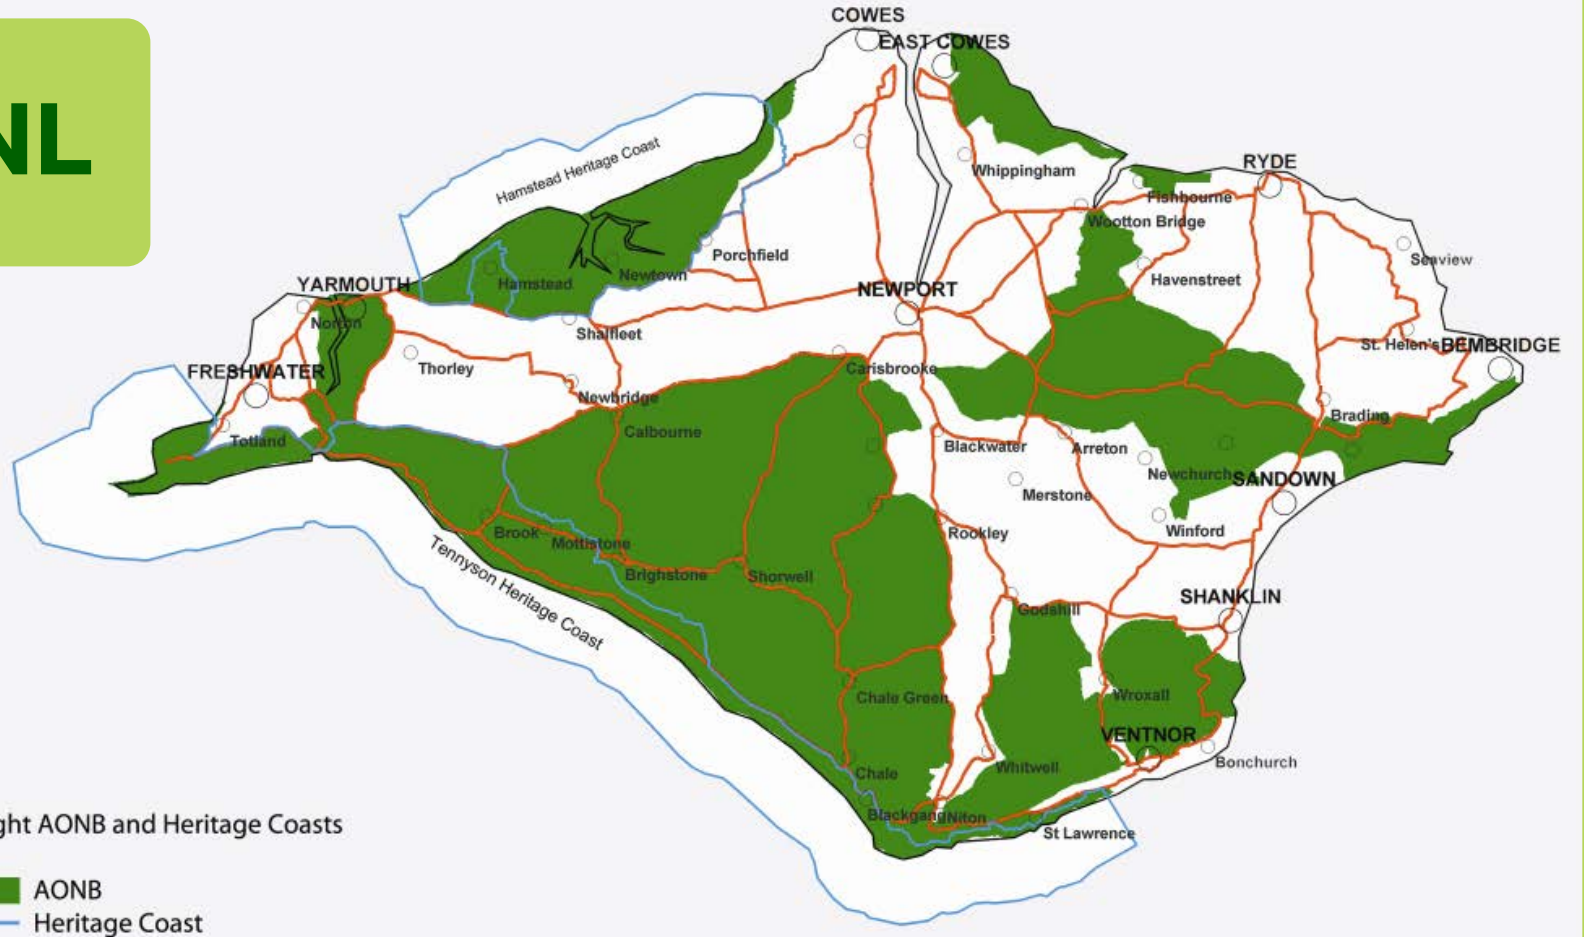 NL
COWES
EAST COWES
Hamstead Heritage Coast
Whippingham
RYDE
Fishbourne
Wootton Bridge
Porchfield
Seaview
Newtown
Havenstreet
Hamstead
YARMOUTH
NEWPORT
Norton
Shalfleet
St. Helen's
BEMBRIDGE
FRESHWATER
Thorley
Carisbrooke
Newbridge
Brading
Totland
Calbourne
Blackwater
Arreton
Newchurch
SANDOWN
Merstone
Brook
Mottistone
Rookley
Winford
Tennyson Heritage Coast
Brighstone
Shorwell
SHANKLIN
Godshill
Chale Green
Wroxall
VENTNOR
Whitwell
Bonchurch
Chale
Blackgang
Niton
St Lawrence
ght AONB and Heritage Coasts
AONB
Heritage Coast